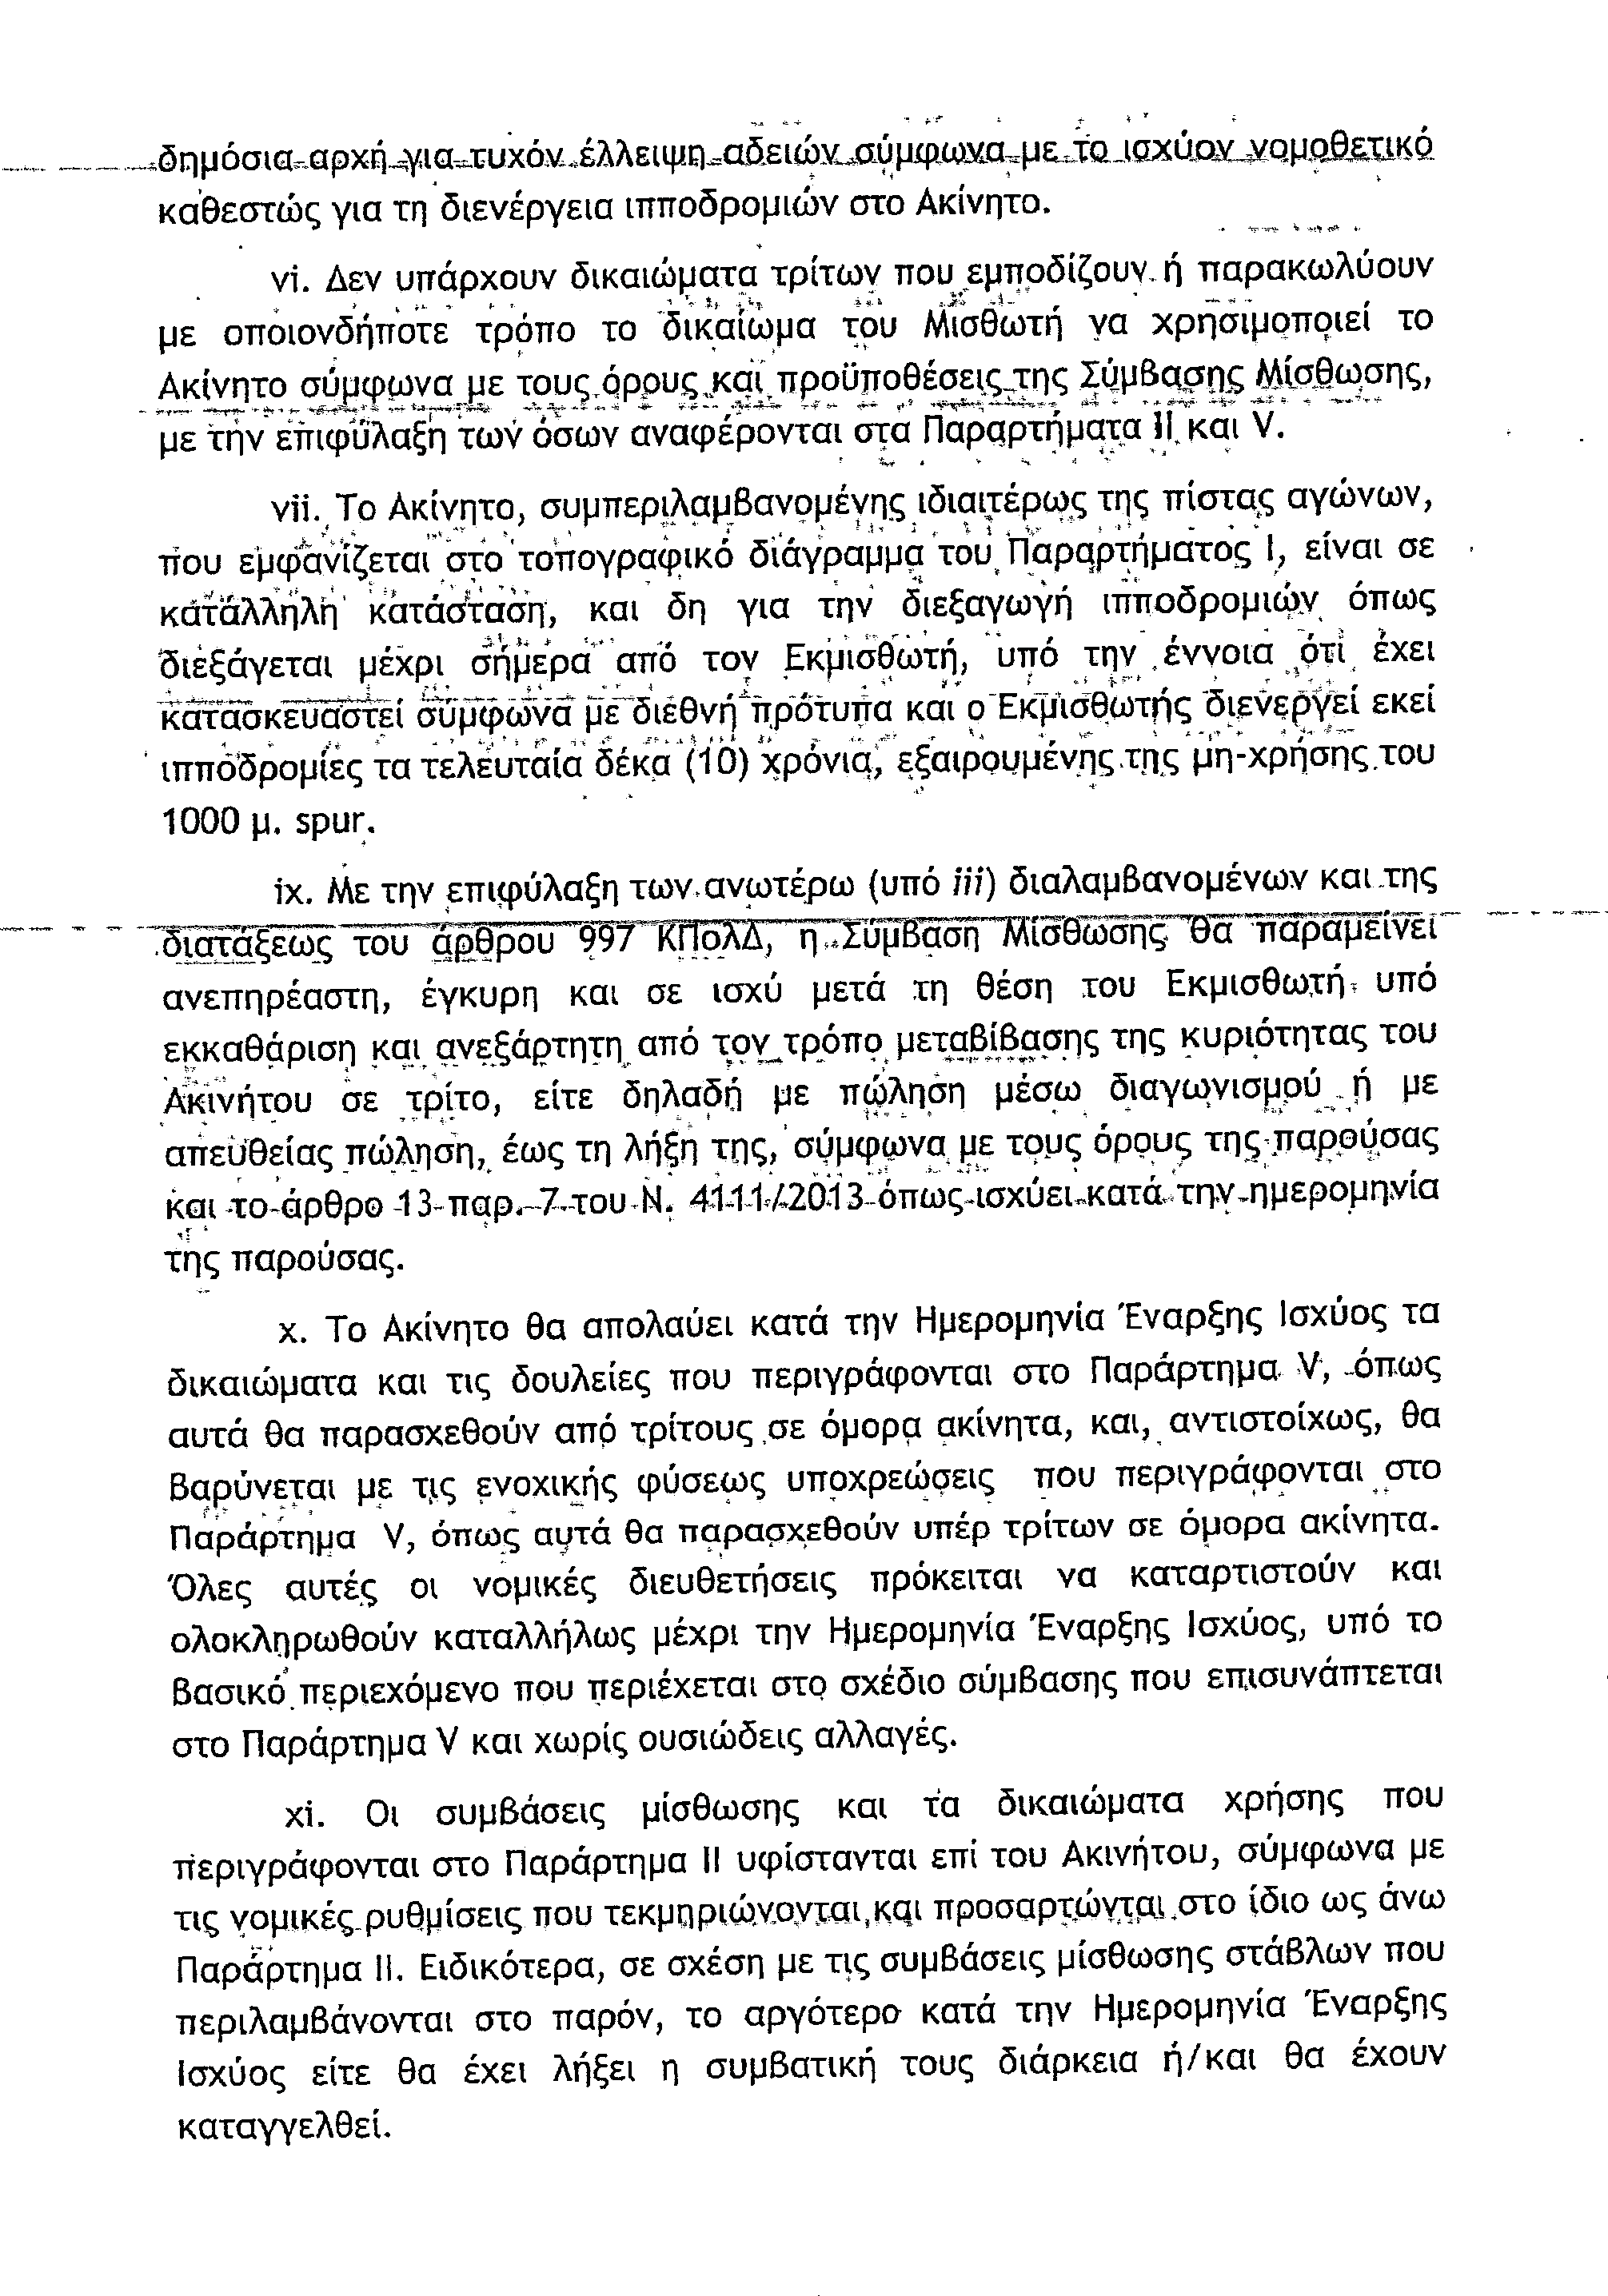 δημόσια αρχή για τυχόν έλλειψη αδειών σύμφωνα με το ισχύον νομοθετικό
καθεστώς για τη διενέργεια ιπποδρομιών στο Ακίνητο.
vi. Δεν υπάρχουν δικαιώματα τρίτων που εμποδίζουν ή παρακωλύουν
με οποιονδήποτε τρόπο το δικαίωμα του Μισθωτή να χρησιμοποιεί το
Ακίνητο σύμφωνα με τους όρους και προϋποθέσεις της Σύμβασης Μίσθωσης,
με την επιφύλαξη των όσων αναφέρονται στα Παραρτήματα II και V.
vii. Το Ακίνητο, συμπεριλαμβανομένης ιδιαιτέρως της πίστας αγώνων,
που εμφανίζεται στο τοπογραφικό διάγραμμα του Παραρτήματος I, είναι σε
κατάλληλη κατάσταση, και δη για την διεξαγωγή ιπποδρομιών όπως
διεξάγεται μέχρι σήμερα από τον Εκμισθωτή, υπό την έννοια ότι έχει
κατασκευαστεί σύμφωνα με διεθνή πρότυπα και ο Εκμισθωτής διενεργεί εκεί
ιπποδρομίες τα τελευταία δέκα (10) χρόνια, εξαιρουμένης της μη-χρήσης του
1000 μ. spur.
ix. Με την επιφύλαξη των ανωτέρω (υπό iii) διαλαμβανομένων και της
διατάξεως του άρθρου 997 ΚΠολΔ, η Σύμβαση Μίσθωσης θα παραμείνει
ανεπηρέαστη, έγκυρη και σε ισχύ μετά τη θέση του Εκμισθωτή υπό
εκκαθάριση και ανεξάρτητη από τον τρόπο μεταβίβασης της κυριότητας του
Ακινήτου σε τρίτο, είτε δηλαδή με πώληση μέσω διαγωνισμού ή με
απευθείας πώληση, έως τη λήξη της, σύμφωνα με τους όρους της παρούσας
και το άρθρο 13 παρ. 7 του Ν. 4111/2013 όπως ισχύει κατά την ημερομηνία
της παρούσας.
x. Το Ακίνητο θα απολαύει κατά την Ημερομηνία Έναρξης Ισχύος τα
δικαιώματα και τις δουλείες που περιγράφονται στο Παράρτημα V, όπως
αυτά θα παρασχεθούν από τρίτους σε όμορα ακίνητα, και, αντιστοίχως, θα
βαρύνεται με τις ενοχικής φύσεως υποχρεώσεις που περιγράφονται στο
Παράρτημα V, όπως αυτά θα παρασχεθούν υπέρ τρίτων σε όμορα ακίνητα.
Όλες αυτές οι νομικές διευθετήσεις πρόκειται να καταρτιστούν και
ολοκληρωθούν καταλλήλως μέχρι την Ημερομηνία Έναρξης Ισχύος, υπό το
βασικό περιεχόμενο που περιέχεται στο σχέδιο σύμβασης που επισυνάπτεται
στο Παράρτημα V και χωρίς ουσιώδεις αλλαγές.
xi. Οι συμβάσεις μίσθωσης και τα δικαιώματα χρήσης που
περιγράφονται στο Παράρτημα II υφίστανται επί του Ακινήτου, σύμφωνα με
τις νομικές ρυθμίσεις που τεκμηριώνονται και προσαρτώνται στο ίδιο ως άνω
Παράρτημα II. Ειδικότερα, σε σχέση με τις συμβάσεις μίσθωσης στάβλων που
περιλαμβάνονται στο παρόν, το αργότερο κατά την Ημερομηνία Έναρξης
Ισχύος είτε θα έχει λήξει η συμβατική τους διάρκεια ή/και θα έχουν
καταγγελθεί.